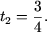 t₂ = 3/4.